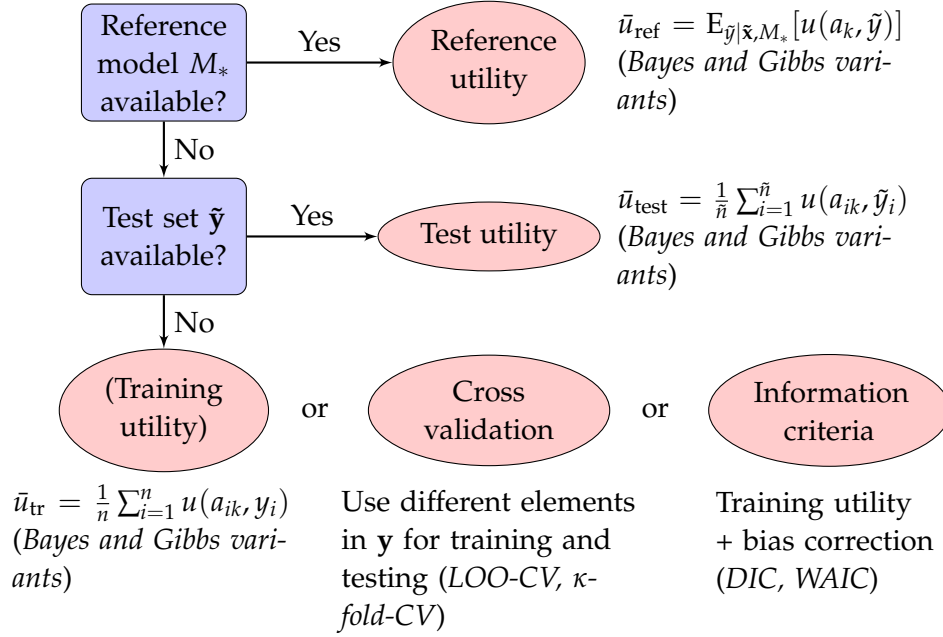 Reference
model M∗
available?
Yes
Reference
utility
ū_ref = E_{ỹ|x̃,M∗}[u(a_k, ỹ)]
(Bayes and Gibbs vari-
ants)
No
Test set ỹ
available?
Yes
Test utility
ū_test = 1/ñ ∑_{i=1}^{ñ} u(a_{ik}, ỹ_i)
(Bayes and Gibbs vari-
ants)
No
(Training
utility)
or
Cross
validation
or
Information
criteria
ū_tr = 1/n ∑_{i=1}^{n} u(a_{ik}, y_i)
(Bayes and Gibbs vari-
ants)
Use different elements
in y for training and
testing (LOO-CV, κ-
fold-CV)
Training utility
+ bias correction
(DIC, WAIC)